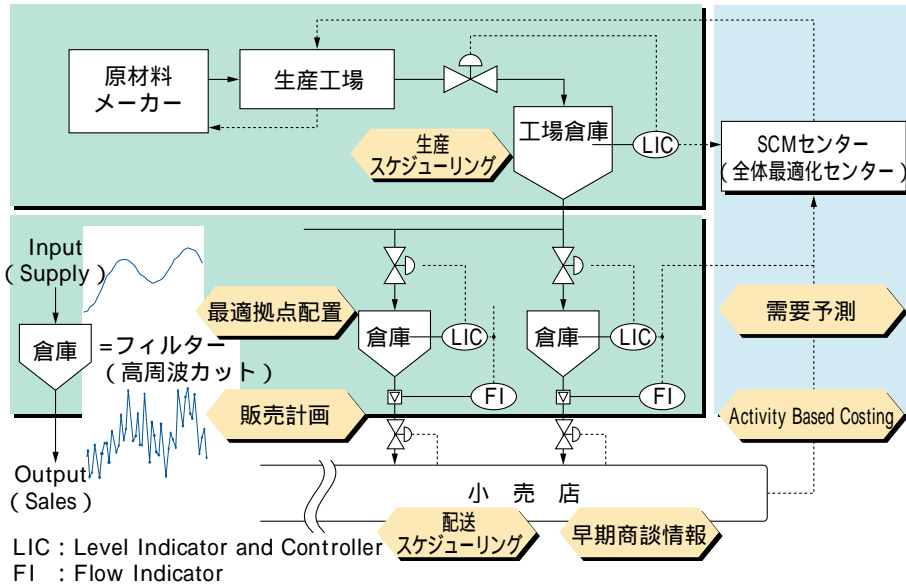 原材料
メーカー
生産工場
工場倉庫
LIC
生産
スケジューリング
SCMセンター
(全体最適化センター)
Input
(Supply)
倉庫
=フィルター
(高周波カット)
Output
(Sales)
最適拠点配置
倉庫
LIC
倉庫
LIC
FI
FI
販売計画
需要予測
Activity Based Costing
小売店
配送
スケジューリング
早期商談情報
LIC : Level Indicator and Controller
FI : Flow Indicator